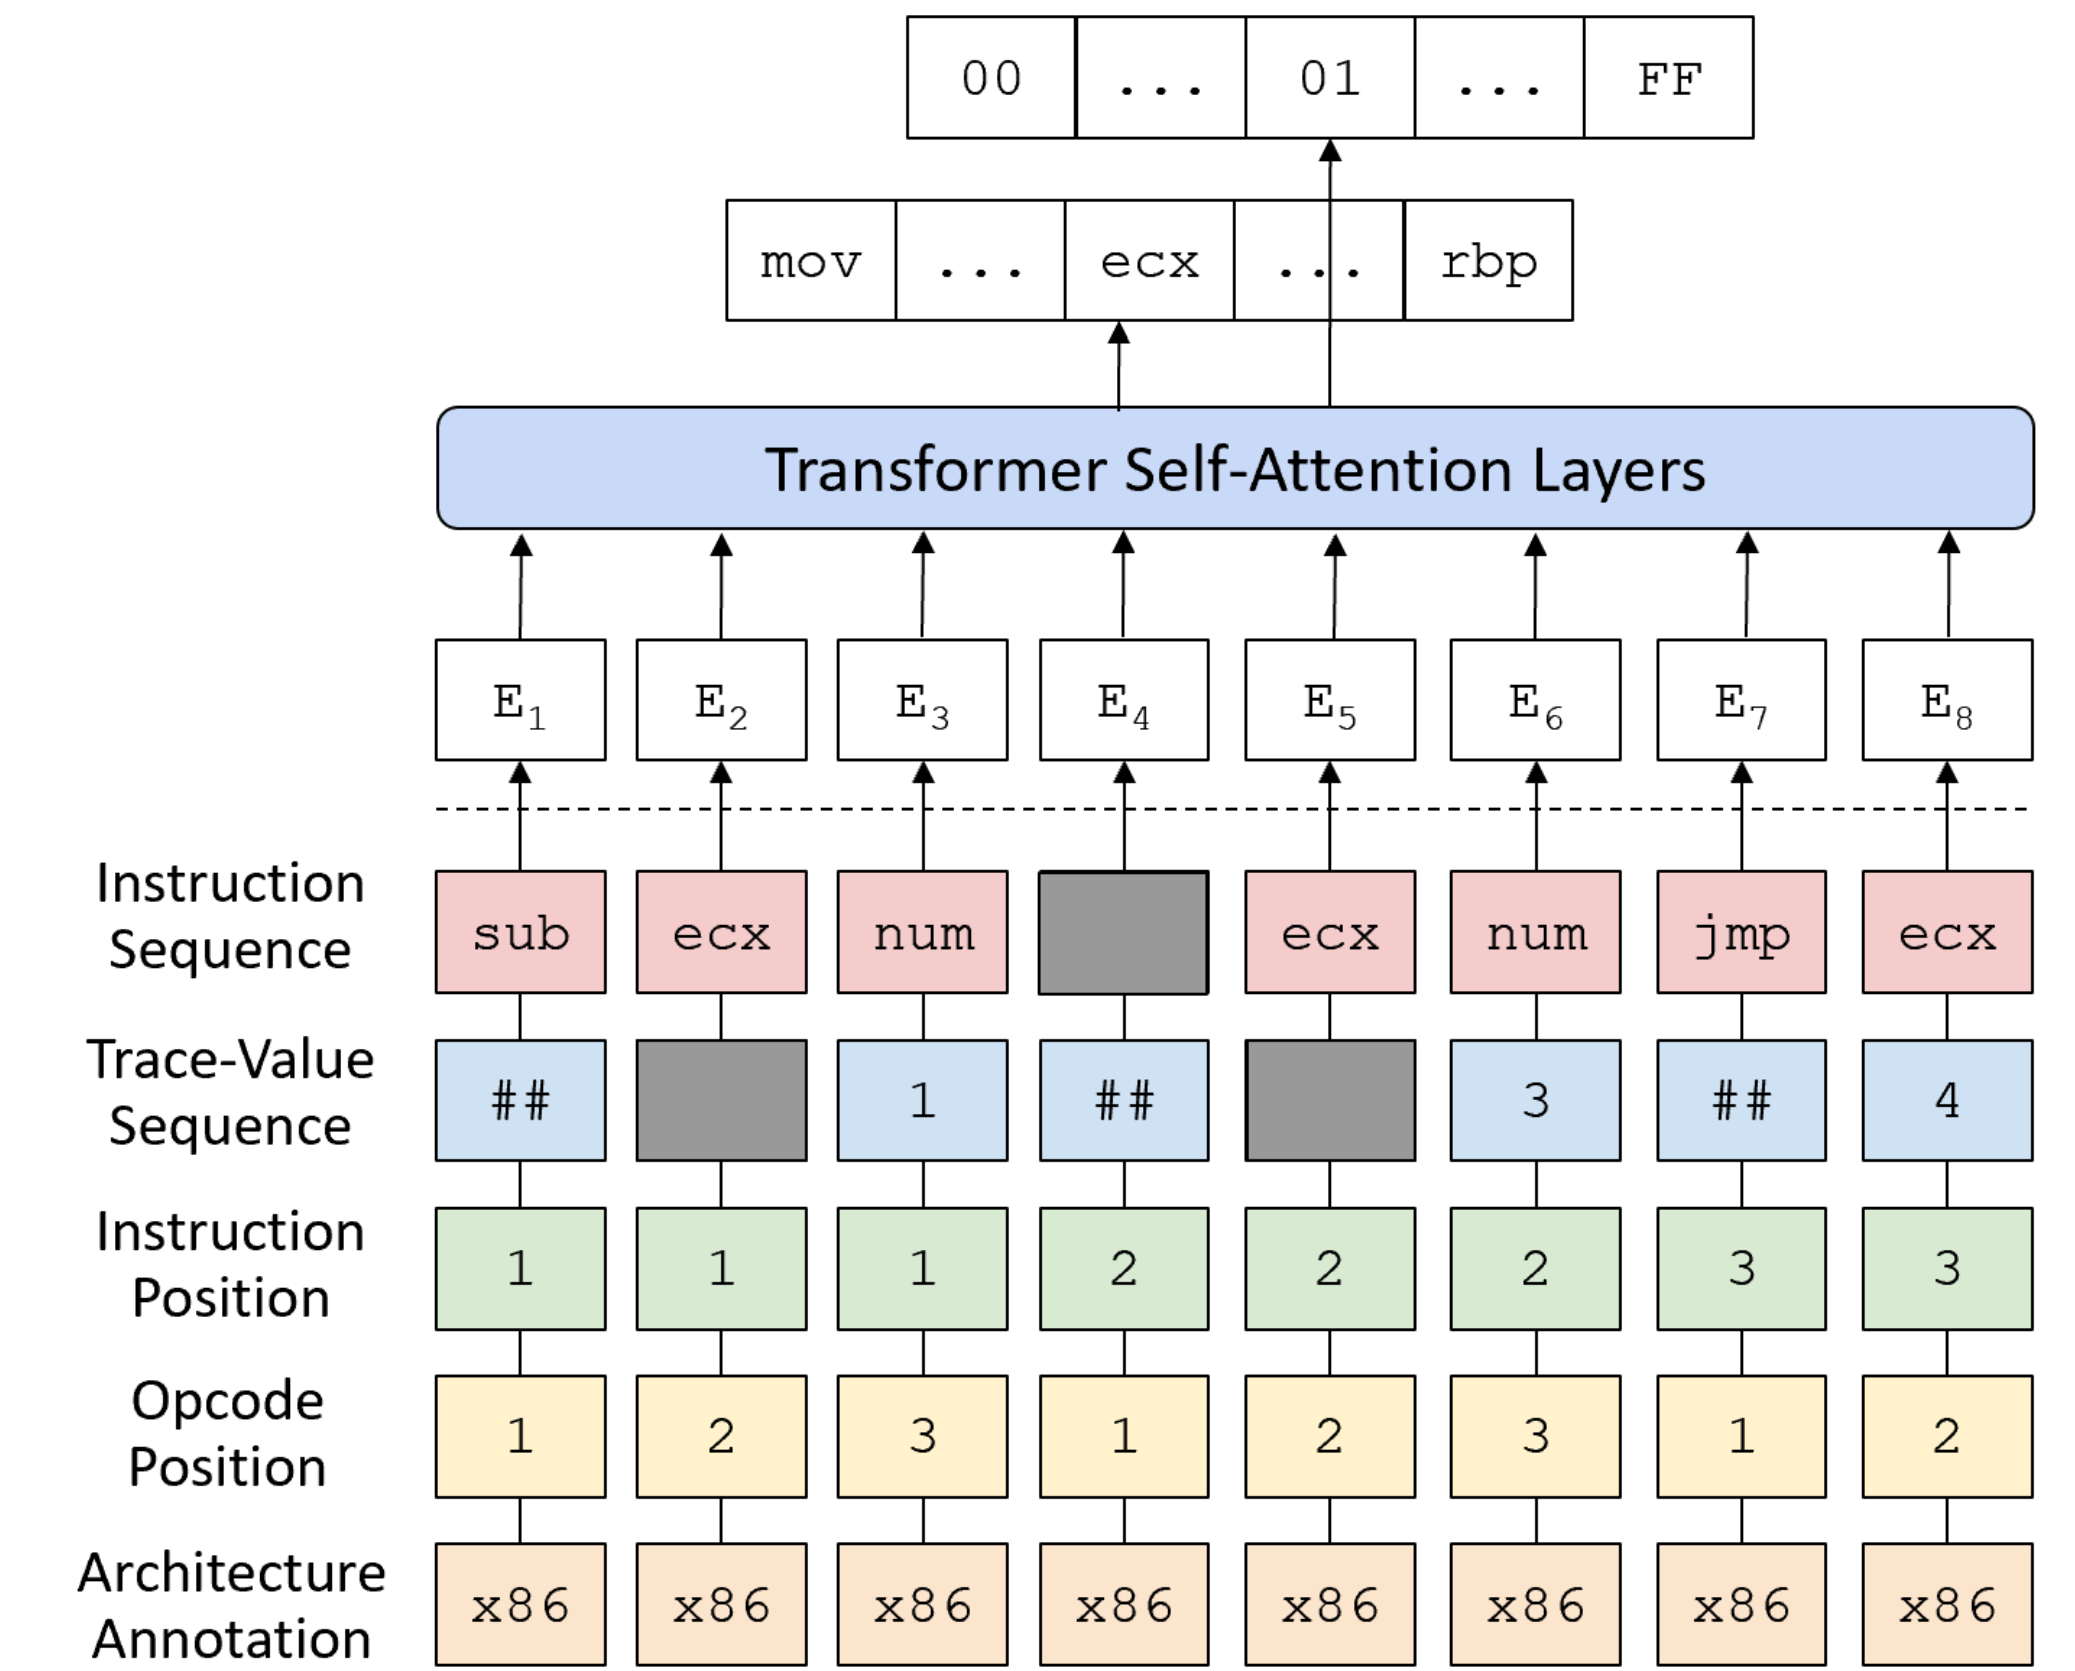 00 ... 01 ... FF
mov ... ecx ... rbp
Transformer Self-Attention Layers
E1 E2 E3 E4 E5 E6 E7 E8
Instruction
Sequence
sub ecx num ecx num jmp ecx
Trace-Value
Sequence
## 1 ## 3 ## 4
Instruction
Position
1 1 1 2 2 2 3 3
Opcode
Position
1 2 3 1 2 3 1 2
Architecture
Annotation
x86 x86 x86 x86 x86 x86 x86 x86